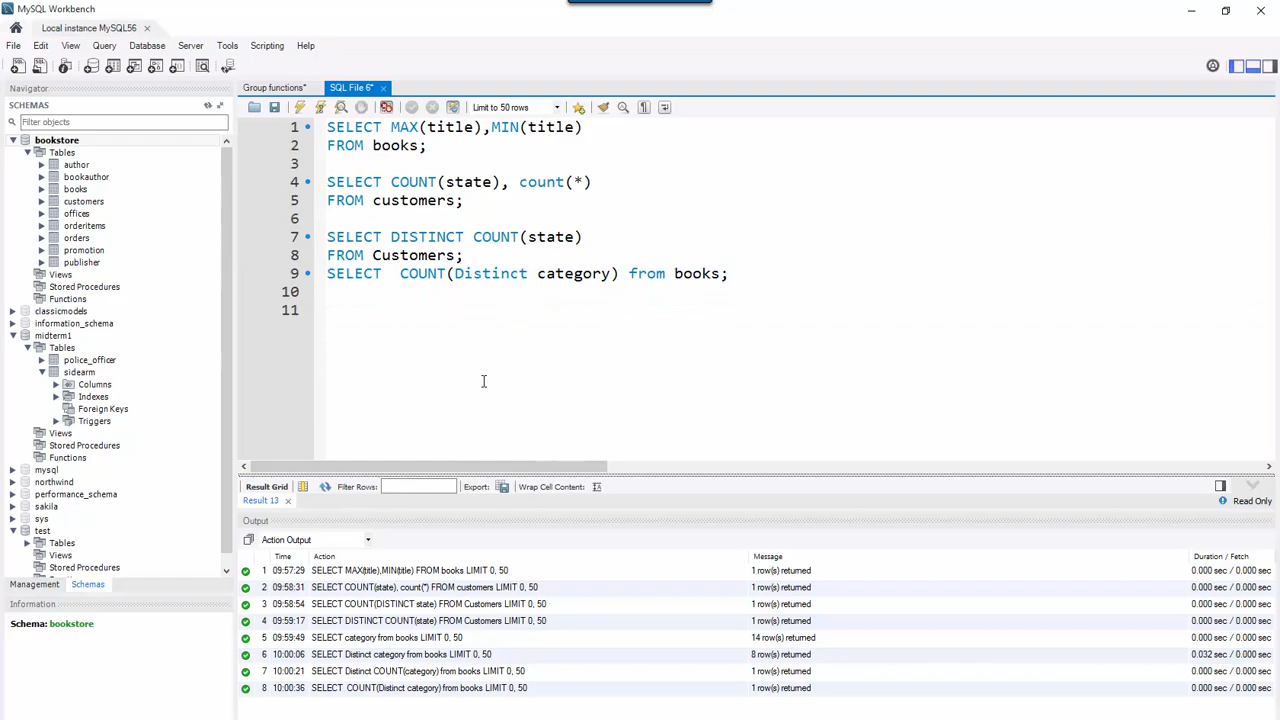 MySQL Workbench
Local instance MySQL56
File Edit View Query Database Server Tools Scripting Help
Navigator
SCHEMAS
Filter objects
bookstore
Tables
author
bookauthor
books
customers
offices
orderitems
orders
promotion
publisher
Views
Stored Procedures
Functions
classicmodels
information_schema
midterm1
Tables
police_officer
sidearm
Columns
Indexes
Foreign Keys
Triggers
Views
Stored Procedures
Functions
mysql
northwind
performance_schema
sakila
sys
test
Tables
Views
Stored Procedures
Management Schemas
Information
Schema: bookstore
Group functions* SQL File 6*
Limit to 50 rows
1 SELECT MAX(title),MIN(title)
2 FROM books;
3
4 SELECT COUNT(state), count(*)
5 FROM customers;
6
7 SELECT DISTINCT COUNT(state)
8 FROM Customers;
9 SELECT  COUNT(Distinct category) from books;
10
11
Result Grid Filter Rows: Export: Wrap Cell Content:
Result 13 Read Only
Output
Action Output
Time Action Message Duration / Fetch
1 09:57:29 SELECT MAX(title),MIN(title) FROM books LIMIT 0, 50 1 row(s) returned 0.000 sec / 0.000 sec
2 09:58:31 SELECT COUNT(state), count(*) FROM customers LIMIT 0, 50 1 row(s) returned 0.000 sec / 0.000 sec
3 09:58:54 SELECT COUNT(DISTINCT state) FROM Customers LIMIT 0, 50 1 row(s) returned 0.000 sec / 0.000 sec
4 09:59:17 SELECT DISTINCT COUNT(state) FROM Customers LIMIT 0, 50 1 row(s) returned 0.000 sec / 0.000 sec
5 09:59:49 SELECT category from books LIMIT 0, 50 14 row(s) returned 0.000 sec / 0.000 sec
6 10:00:06 SELECT Distinct category from books LIMIT 0, 50 8 row(s) returned 0.032 sec / 0.000 sec
7 10:00:21 SELECT Distinct COUNT(category) from books LIMIT 0, 50 1 row(s) returned 0.000 sec / 0.000 sec
8 10:00:36 SELECT  COUNT(Distinct category) from books LIMIT 0, 50 1 row(s) returned 0.000 sec / 0.000 sec